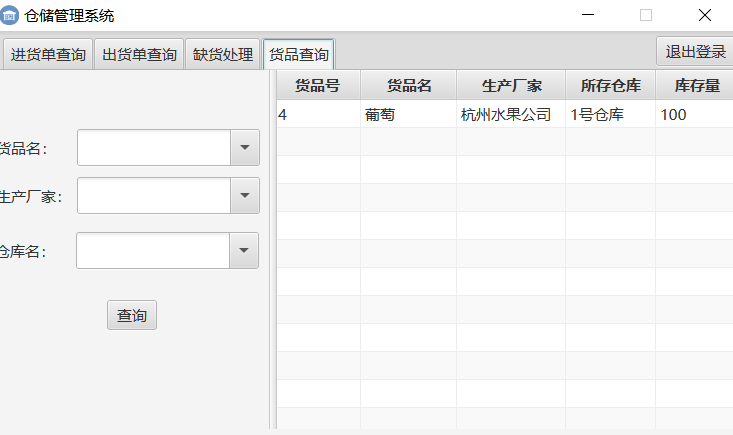 仓储管理系统
进货单查询 出货单查询 缺货处理 货品查询 退出登录
货品号 货品名 生产厂家 所存仓库 库存量
4 葡萄 杭州水果公司 1号仓库 100
货品名：
生产厂家：
仓库名：
查询